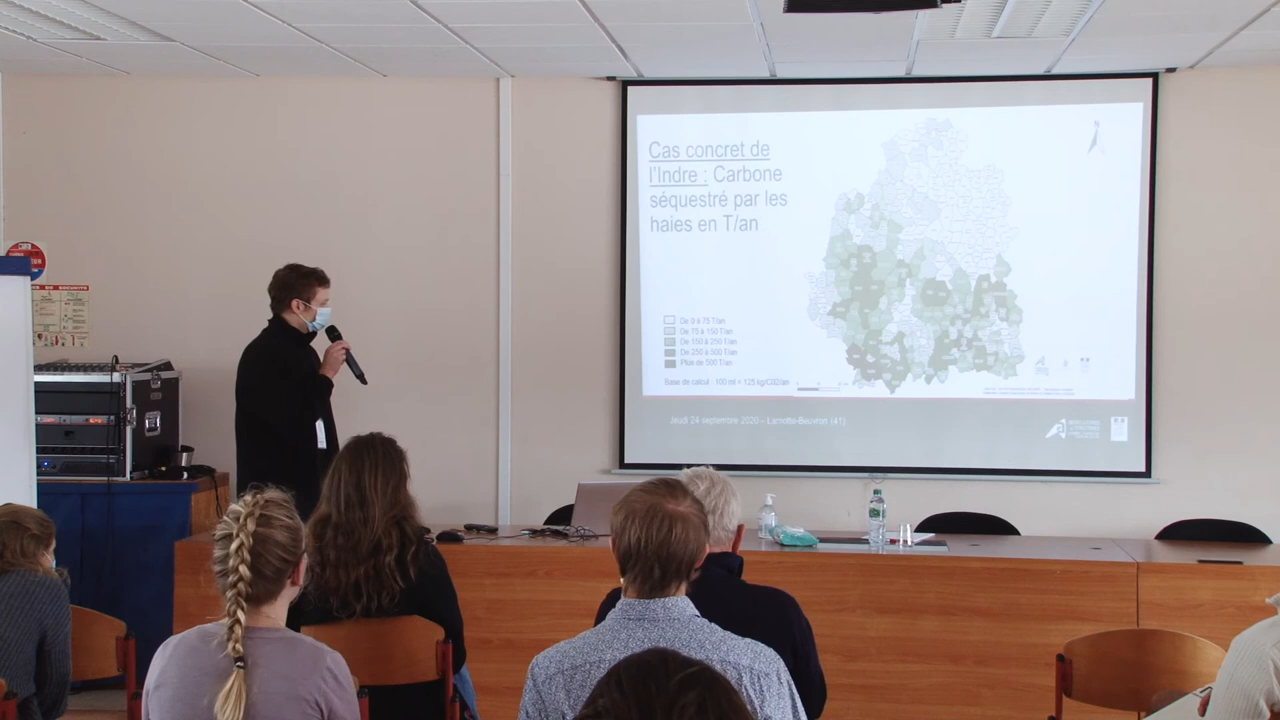 Cas concret de
l'Indre : Carbone
séquestré par les
haies en T/an
De 0 à 75 T/an
De 75 à 150 T/an
De 150 à 250 T/an
De 250 à 500 T/an
Plus de 500 T/an
Base de calcul : 100 ml = 125 kg/CO2/an
Jeudi 24 septembre 2020 – Lamotte-Beuvron (41)